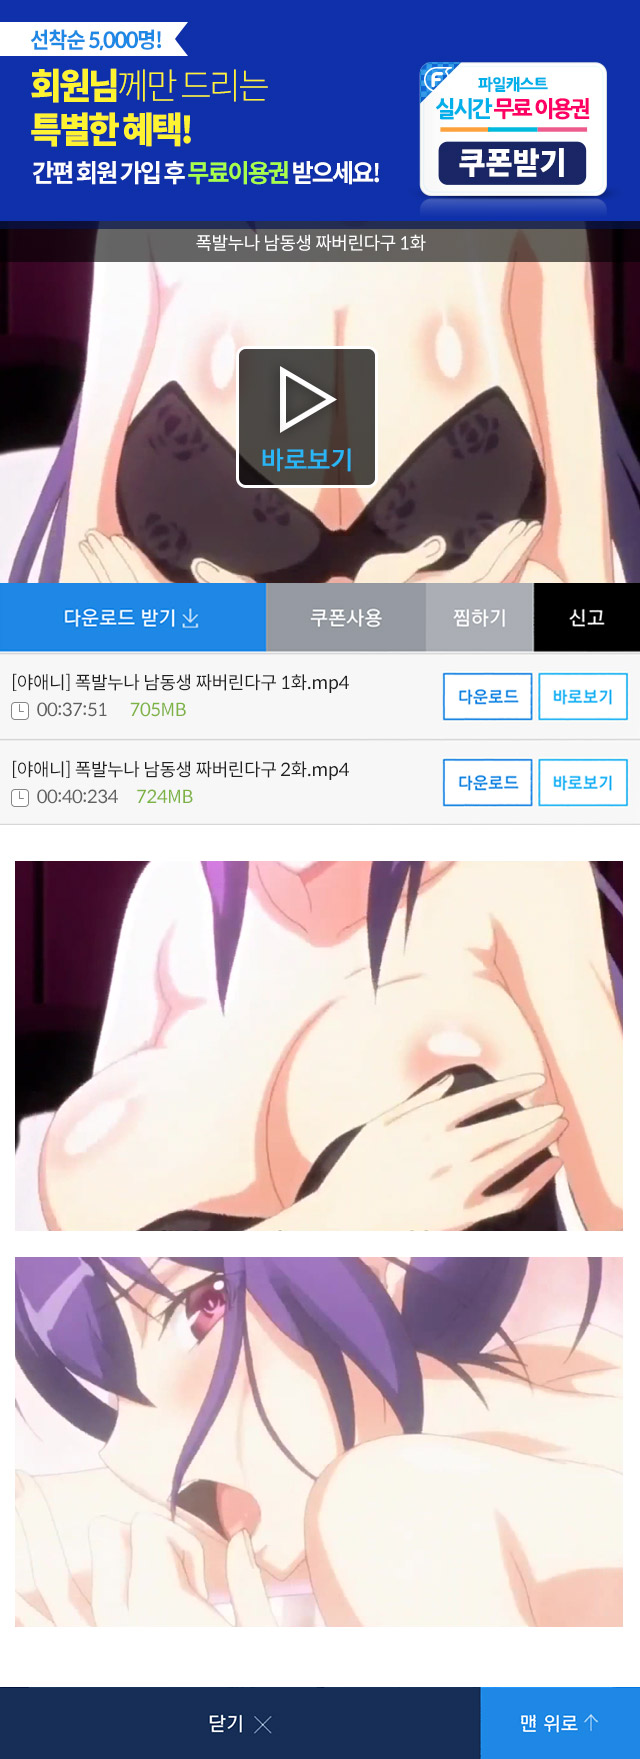 선착순 5,000명!
회원님께만 드리는
특별한 혜택!
간편 회원 가입 후 무료이용권 받으세요!
파일캐스트
실시간 무료 이용권
쿠폰받기
폭발누나 남동생 짜버린다구 1화
바로보기
다운로드 받기
쿠폰사용
찜하기
신고
[야애니] 폭발누나 남동생 짜버린다구 1화.mp4
00:37:51 705MB
다운로드
바로보기
[야애니] 폭발누나 남동생 짜버린다구 2화.mp4
00:40:234 724MB
다운로드
바로보기
닫기
맨 위로